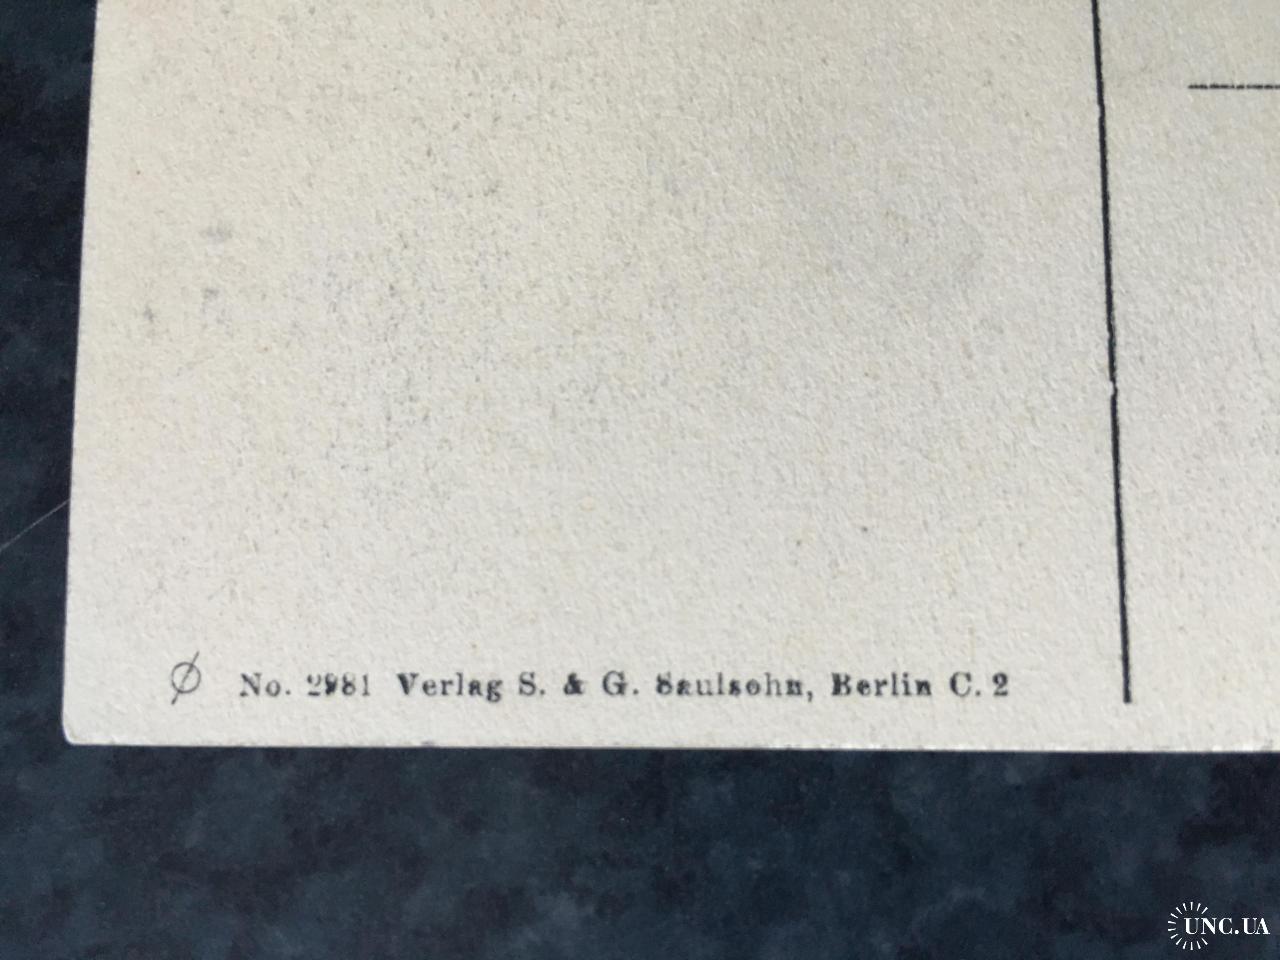 No. 2981 Verlag S. & G. Saulsohn, Berlin C. 2
UNC.UA